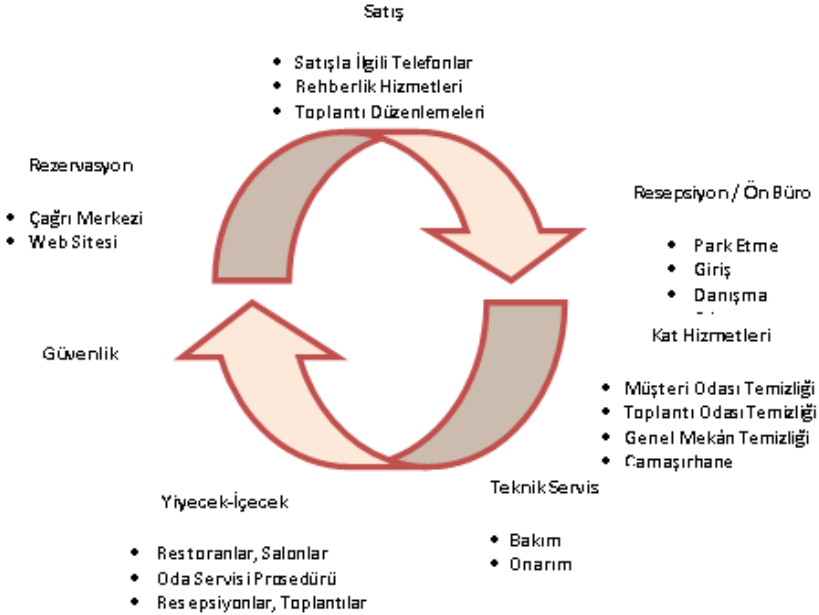 Satış
• Satışla İlgili Telefonlar
• Rehberlik Hizmetleri
• Toplantı Düzenlemeleri
Rezervasyon
• Çağrı Merkezi
• Web Sitesi
Resepsiyon / Ön Büro
• Park Etme
• Giriş
• Danışma
Kat Hizmetleri
• Müşteri Odası Temizliği
• Toplantı Odası Temizliği
• Genel Mekân Temizliği
• Çamaşırhane
Güvenlik
Teknik Servis
• Bakım
• Onarım
Yiyecek-İçecek
• Restoranlar, Salonlar
• Oda Servisi Prosedürü
• Resepsiyonlar, Toplantılar